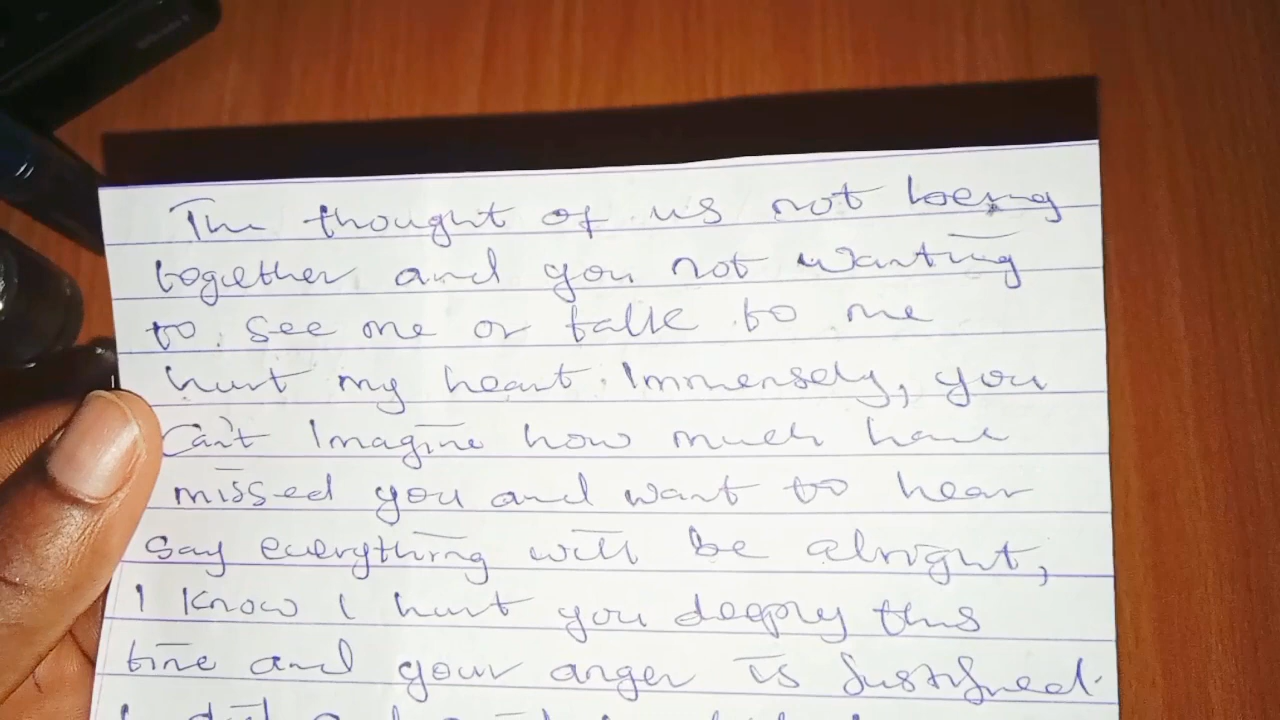 The thought of us not being
together and you not wanting
to see me or talk to me
hurt my heart. Immensely, you
Can't Imagine how much have
missed you and want to hear
say everything will be alright,
I know I hurt you deeply this
time and your anger is Justified.